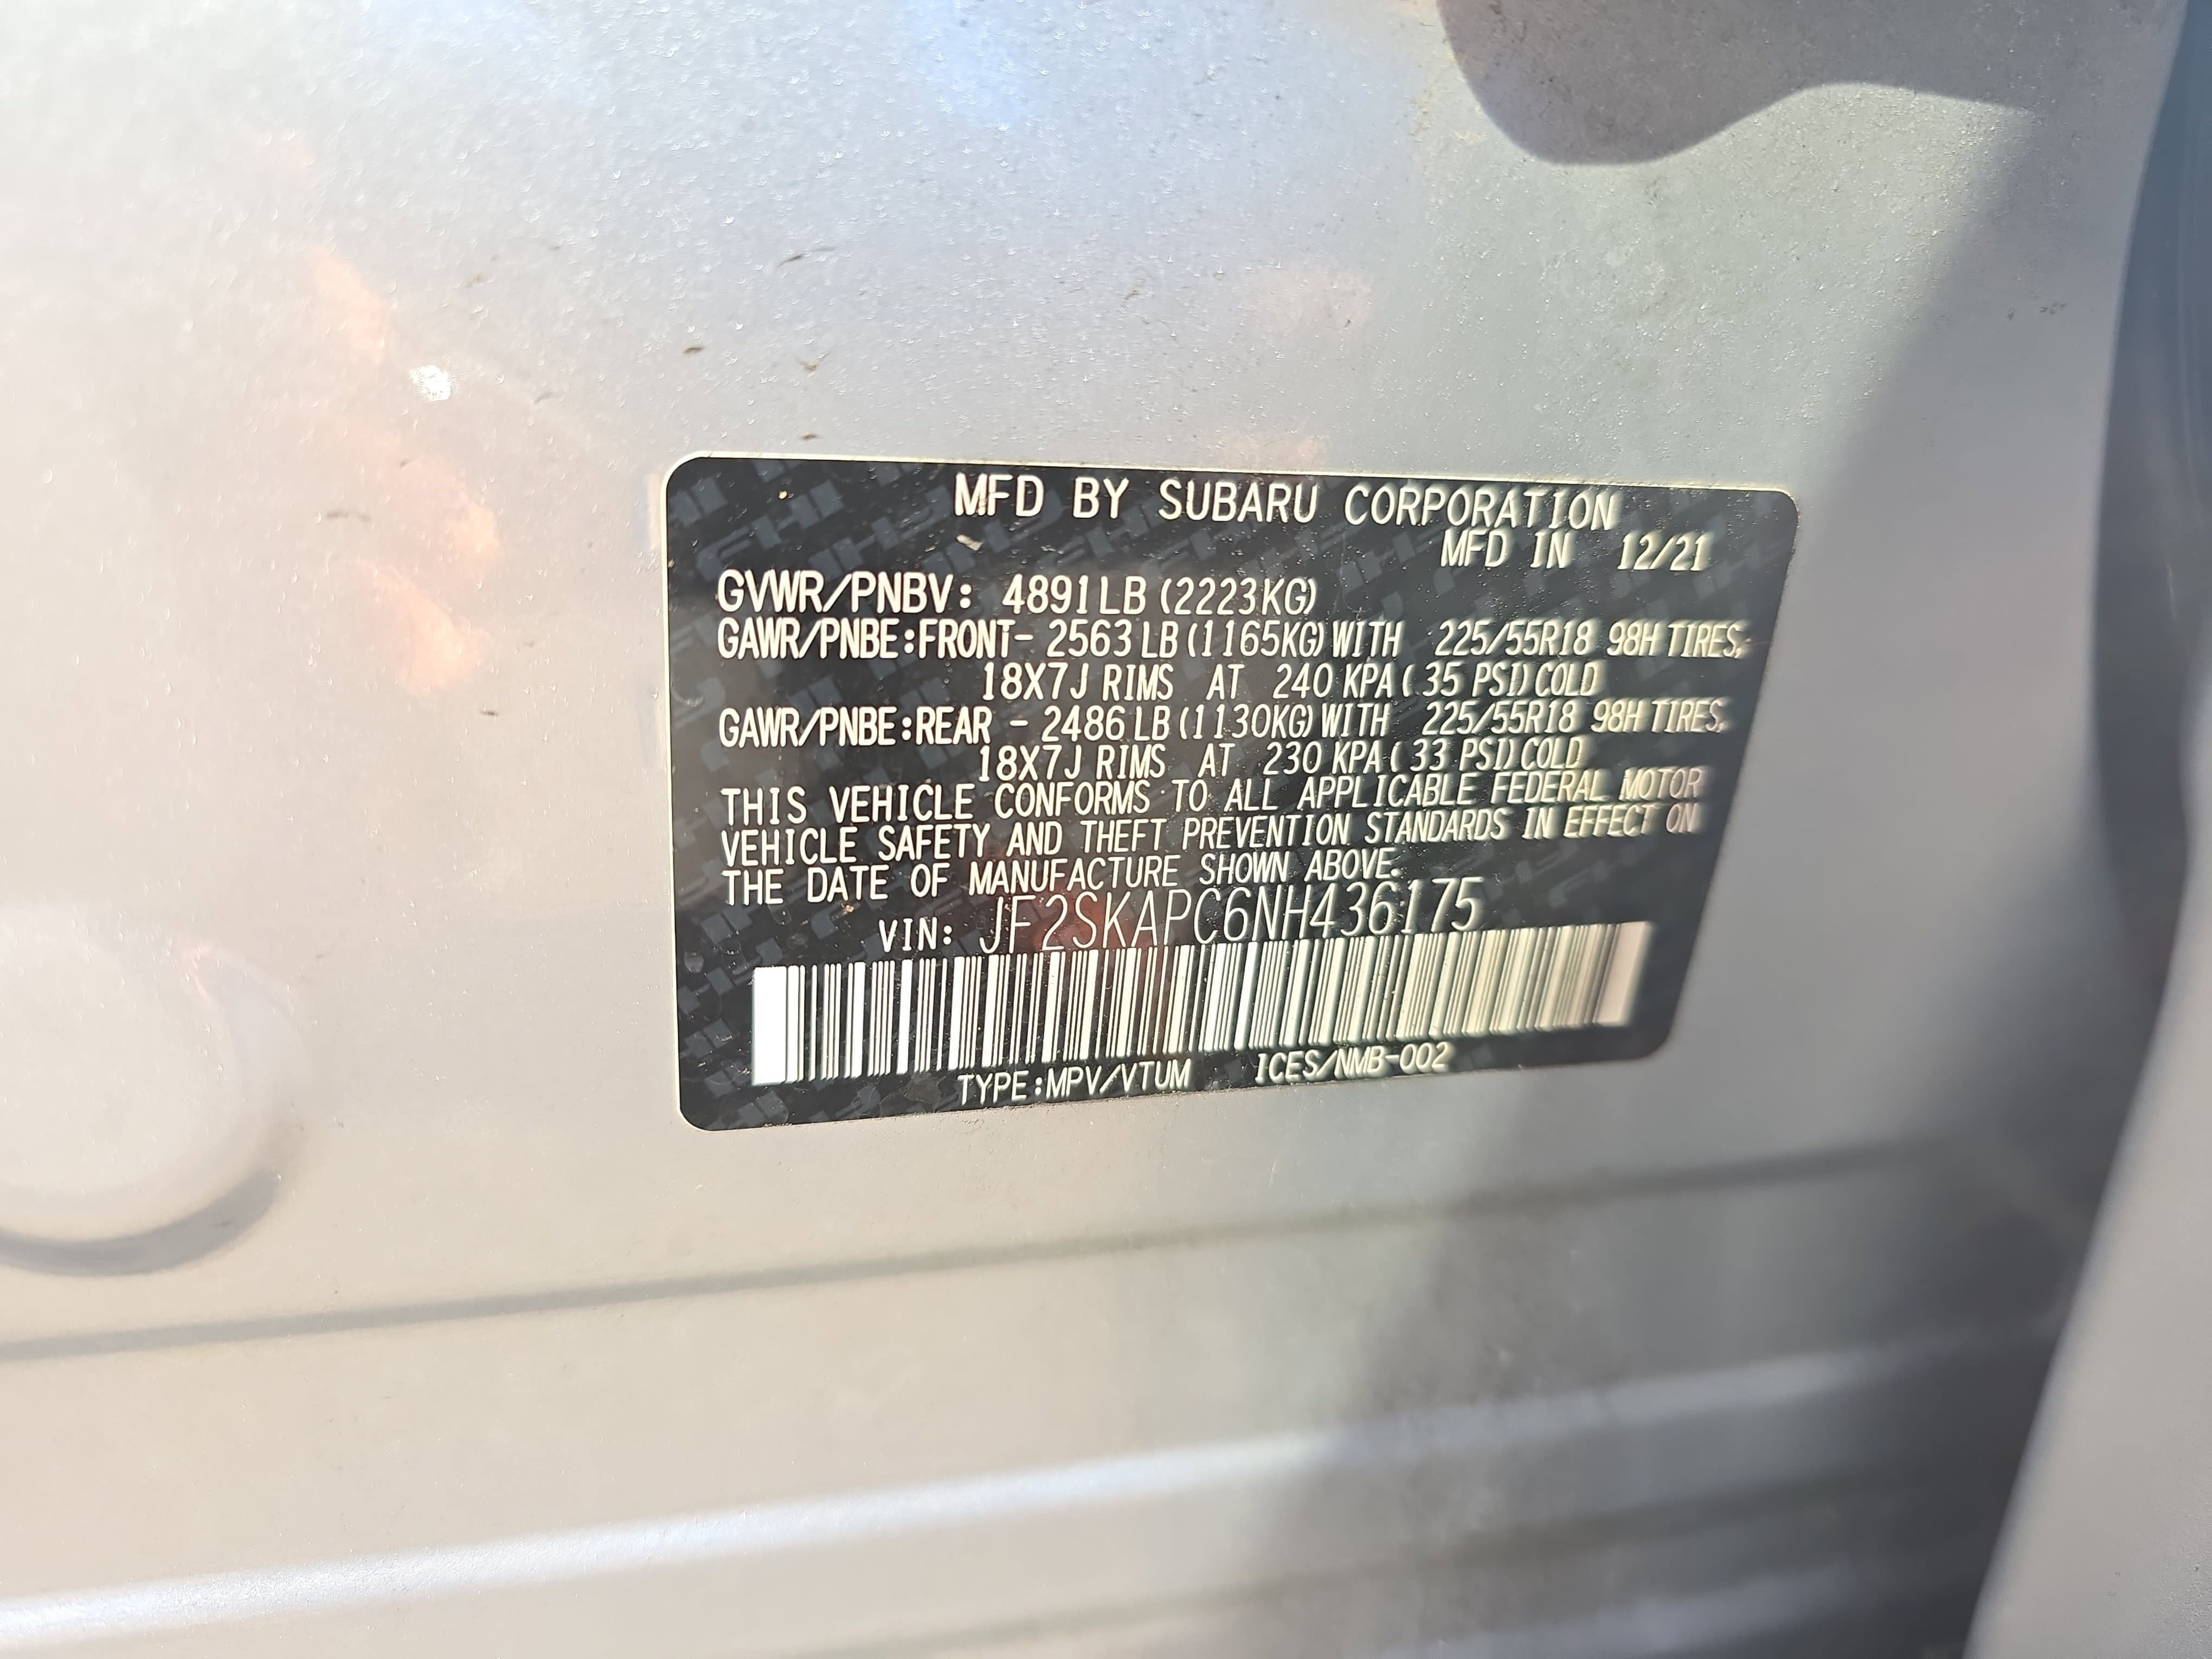 MFD BY SUBARU CORPORATION
MFD IN 12/21
GVWR/PNBV: 4891LB (2223KG)
GAWR/PNBE:FRONT- 2563 LB (1165KG) WITH 225/55R18 98H TIRES,
18X7J RIMS AT 240 KPA ( 35 PSI) COLD
GAWR/PNBE:REAR - 2486 LB (1130KG) WITH 225/55R18 98H TIRES,
18X7J RIMS AT 230 KPA ( 33 PSI) COLD
THIS VEHICLE CONFORMS TO ALL APPLICABLE FEDERAL MOTOR
VEHICLE SAFETY AND THEFT PREVENTION STANDARDS IN EFFECT ON
THE DATE OF MANUFACTURE SHOWN ABOVE.
VIN: JF2SKAPC6NH436175
TYPE:MPV/VTUM ICES/NMB-002